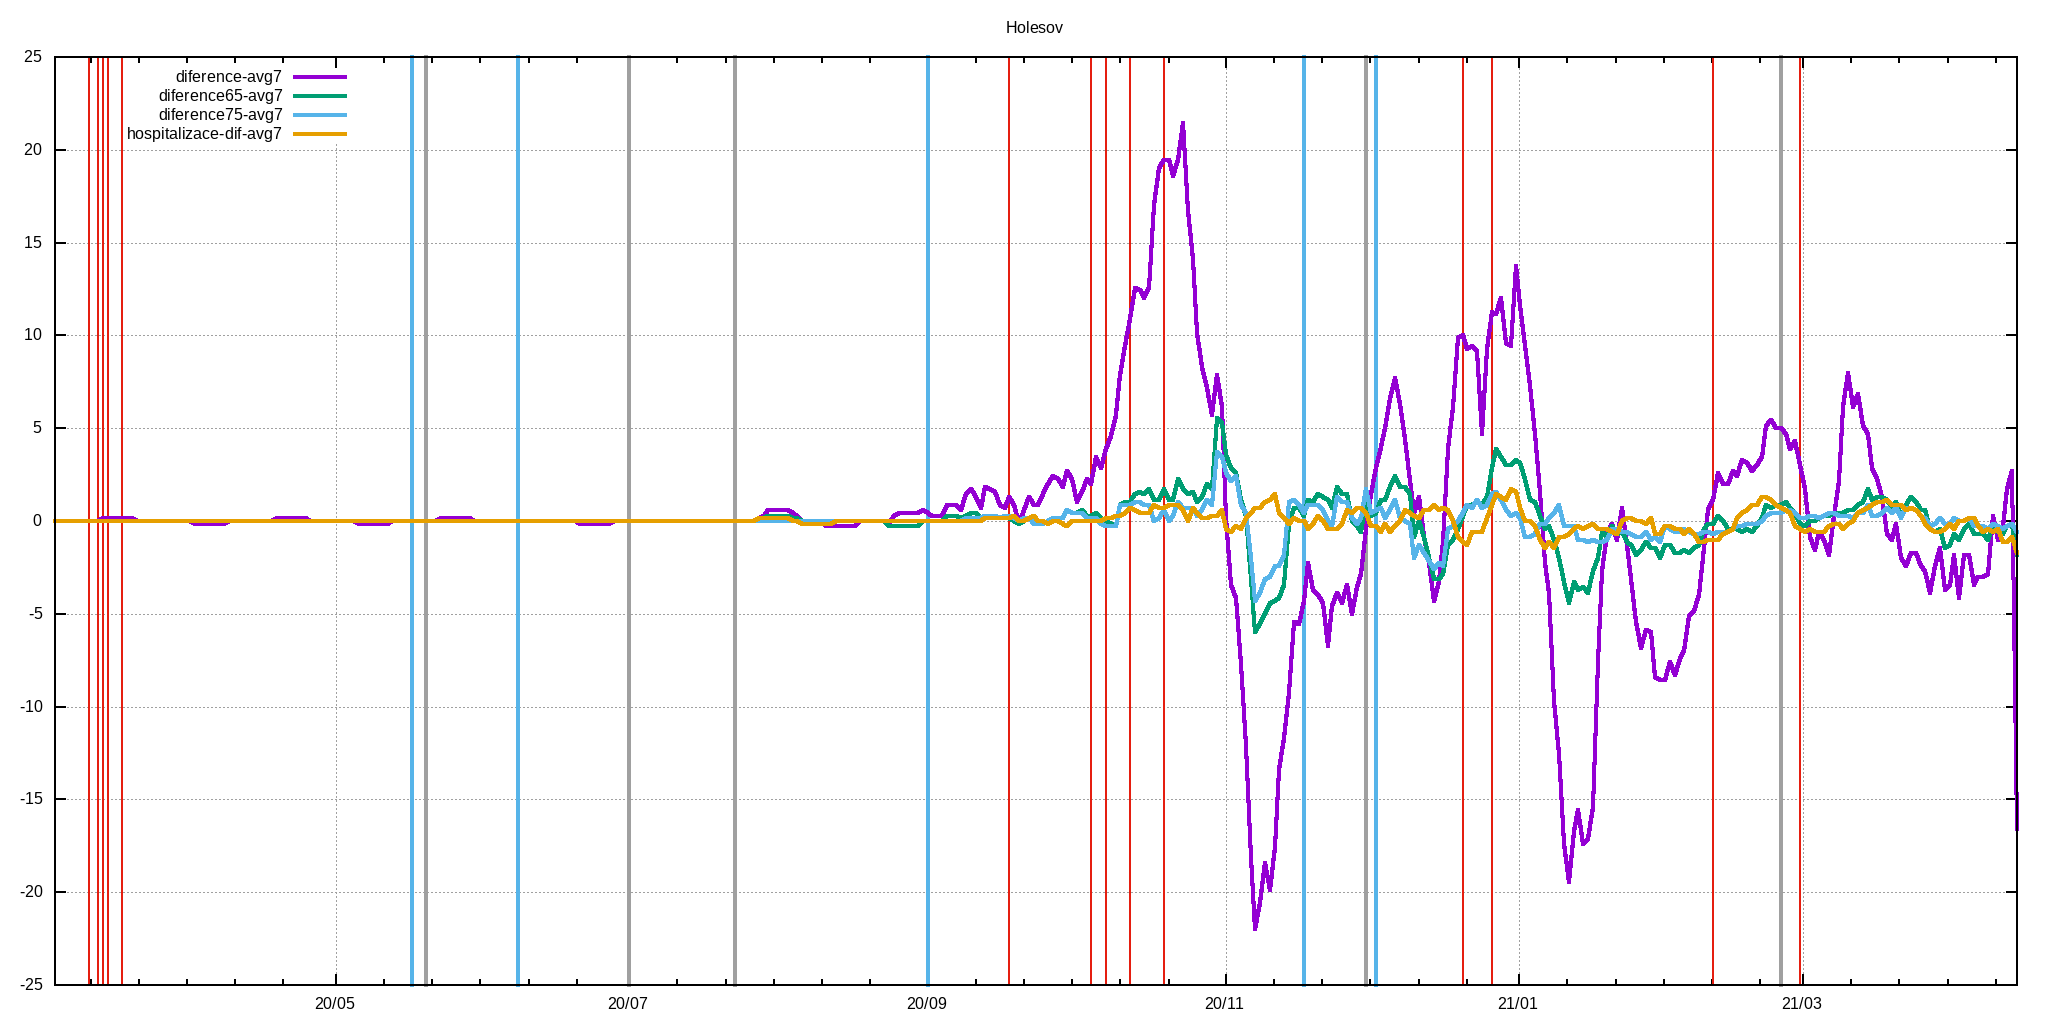 Holesov
25
diference-avg7
diference65-avg7
diference75-avg7
hospitalizace-dif-avg7
20
15
10
5
0
-5
-10
-15
-20
-25
20/05 20/07 20/09 20/11 21/01 21/03